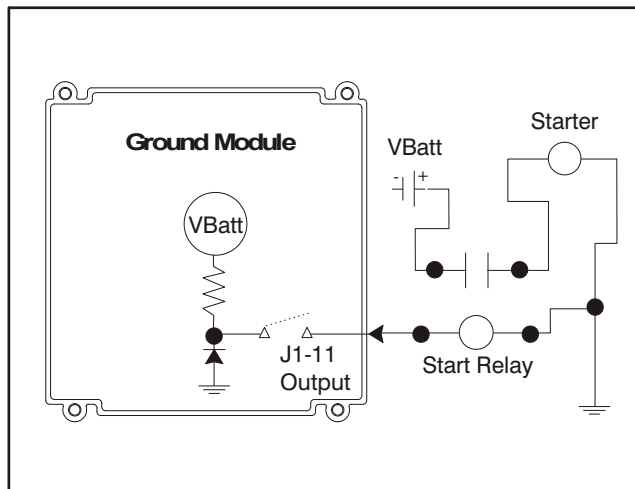 Ground Module
VBatt
J1-11
Output
VBatt
- +
Starter
Start Relay